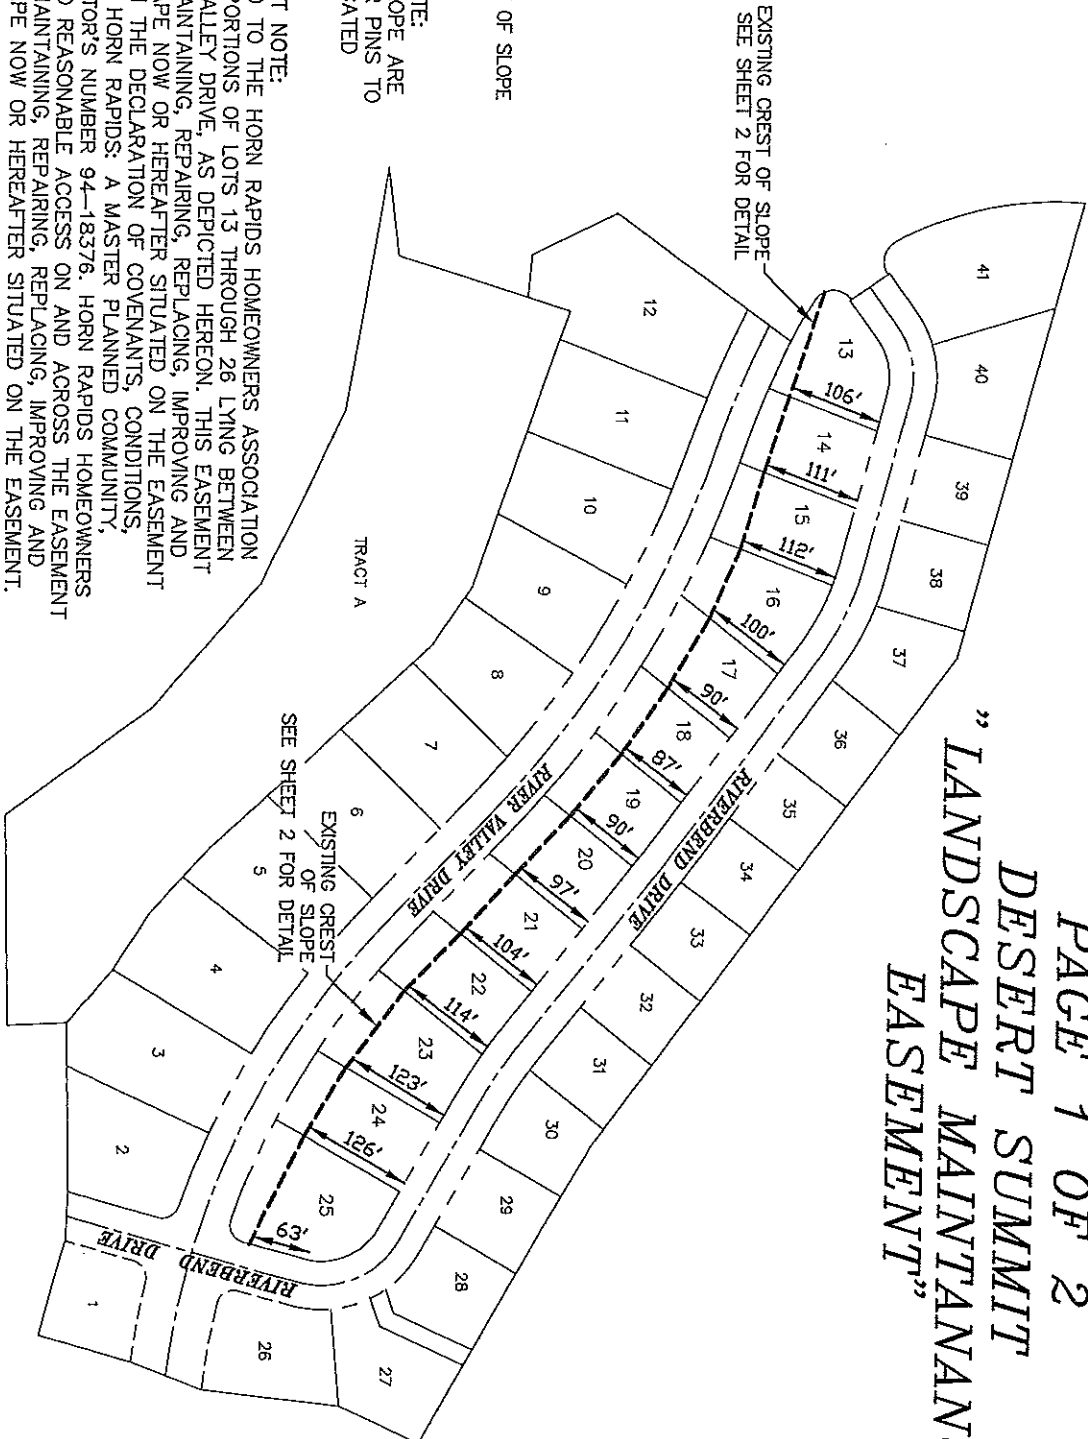 PAGE 1 OF 2
DESERT SUMMIT
"LANDSCAPE MAINTANAN
EASEMENT"
EXISTING CREST OF SLOPE
SEE SHEET 2 FOR DETAIL
OF SLOPE
TE:
OPE ARE
R PINS TO
CATED
T NOTE:
D TO THE HORN RAPIDS HOMEOWNERS ASSOCIATION
PORTIONS OF LOTS 13 THROUGH 26 LYING BETWEEN
ALLEY DRIVE, AS DEPICTED HEREON. THIS EASEMENT
AINTAINING, REPAIRING, REPLACING, IMPROVING AND
APE NOW OR HEREAFTER SITUATED ON THE EASEMENT
N THE DECLARATION OF COVENANTS, CONDITIONS,
HORN RAPIDS: A MASTER PLANNED COMMUNITY,
TOR'S NUMBER 94-18376. HORN RAPIDS HOMEOWNERS
D REASONABLE ACCESS ON AND ACROSS THE EASEMENT
MAINTAINING, REPAIRING, REPLACING, IMPROVING AND
PE NOW OR HEREAFTER SITUATED ON THE EASEMENT.
41
40
39
38
37
36
35
34
33
32
31
30
29
28
27
26
13
14
15
16
17
18
19
20
21
22
23
24
25
106'
111'
112'
100'
90'
87'
90'
97'
104'
114'
123'
126'
63'
RIVERBEND DRIVE
RIVER VALLEY DRIVE
RIVERBEND DRIVE
12
11
10
9
8
7
6
5
4
3
2
1
TRACT A
EXISTING CREST
OF SLOPE
SEE SHEET 2 FOR DETAIL